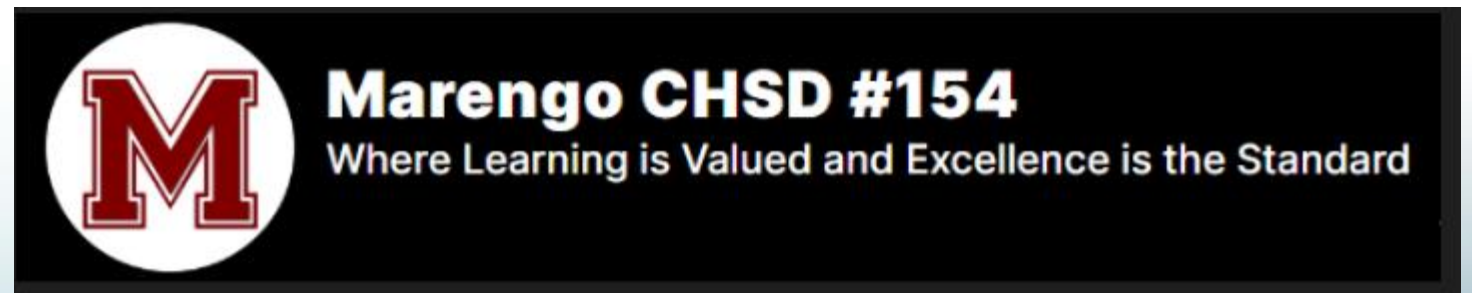 M
Marengo CHSD #154
Where Learning is Valued and Excellence is the Standard